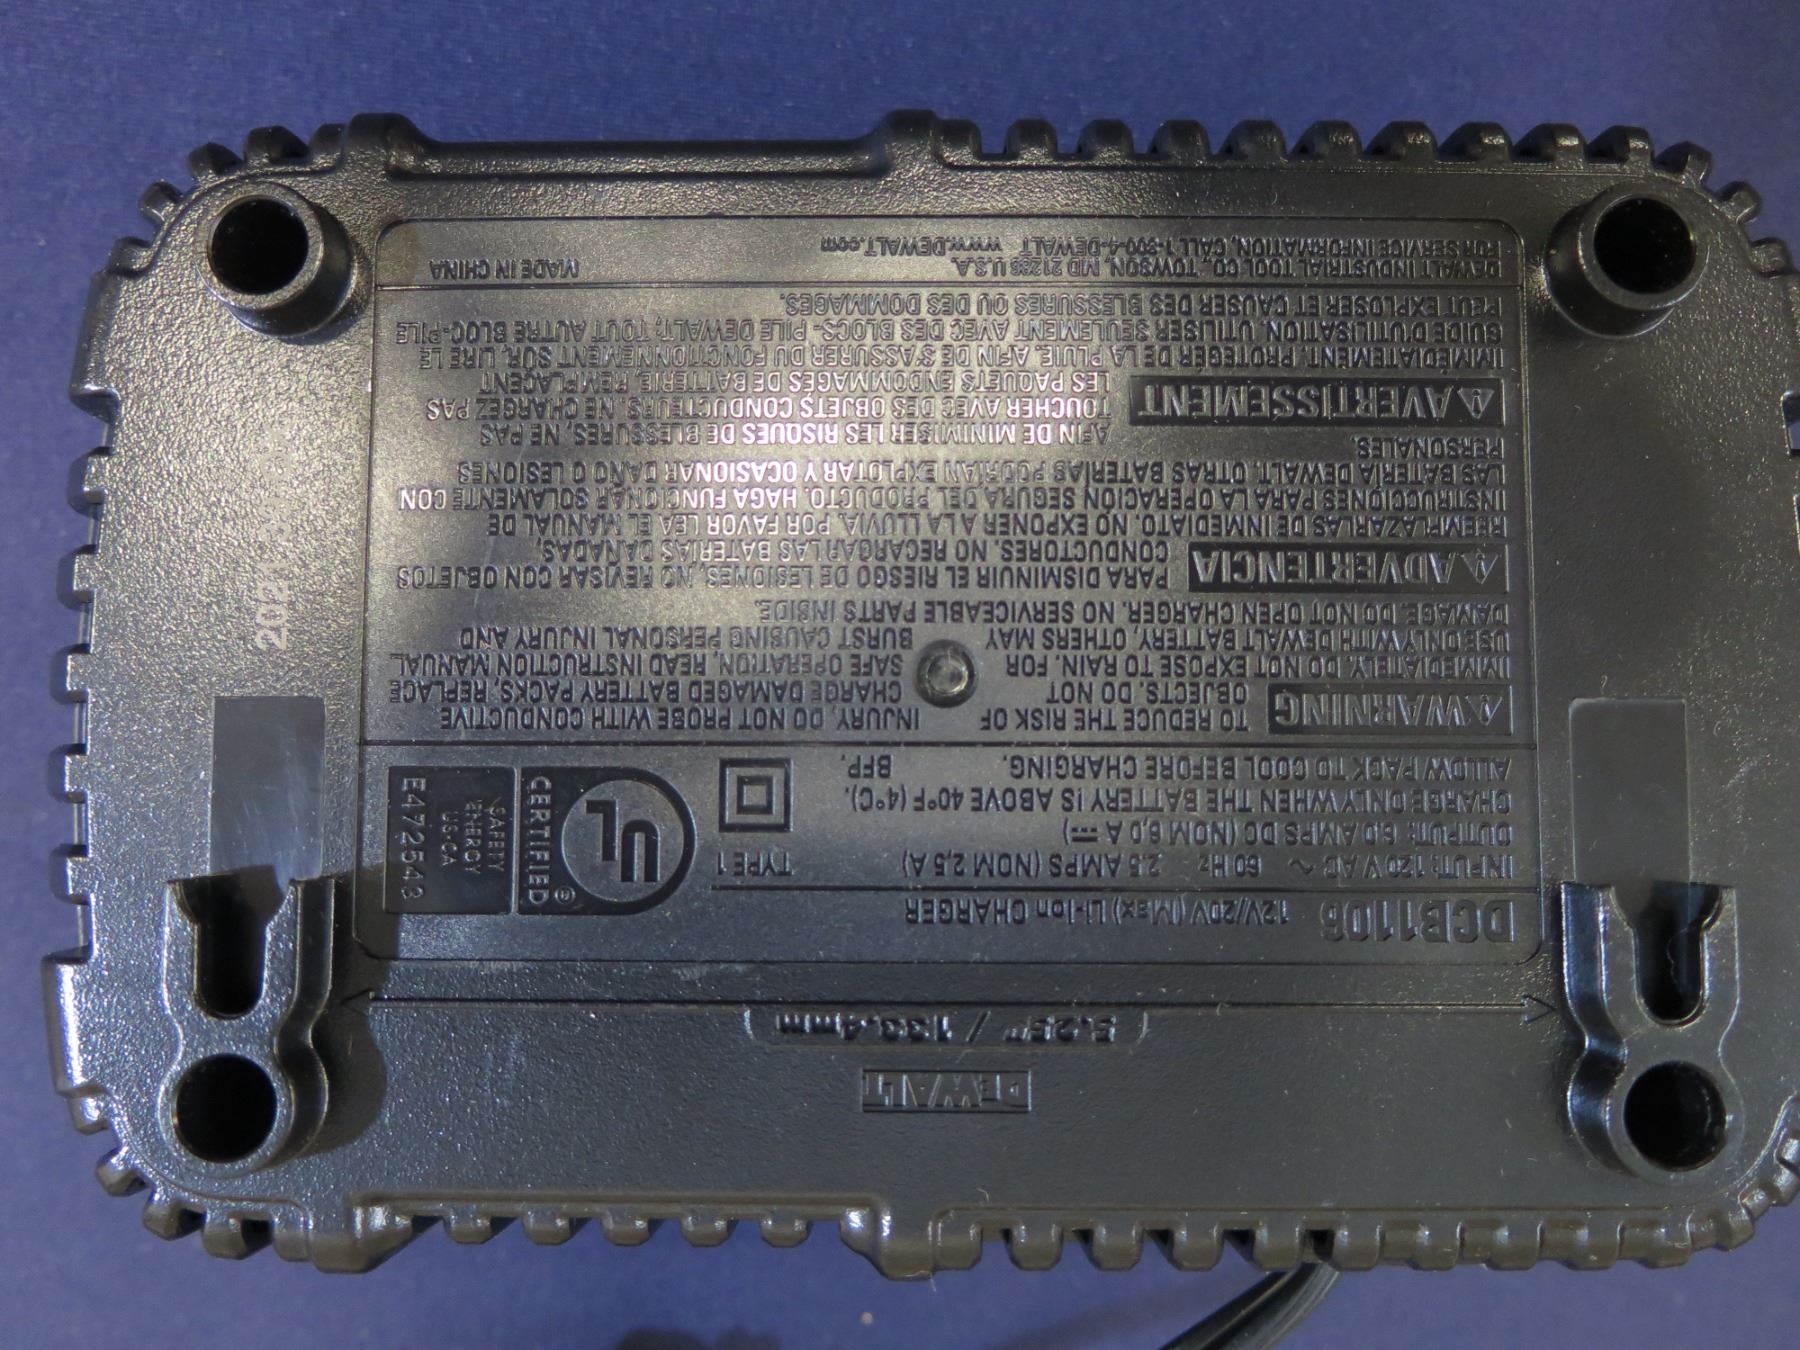 DEWALT
5.25" / 133.4mm
DCB1106 12V/20V (Max) Li-Ion CHARGER
INPUT: 120 V AC ~ 60 Hz 2.5 AMPS (NOM 2,5 A)
OUTPUT: 6.0 AMPS DC (NOM 6,0 A ⎓)
CHARGE ONLY WHEN THE BATTERY IS ABOVE 40°F (4°C).
ALLOW PACK TO COOL BEFORE CHARGING. BFP.
TYPE 1
UL ®
CERTIFIED
SAFETY
ENERGY
US-CA
E472543
⚠WARNING TO REDUCE THE RISK OF INJURY, DO NOT PROBE WITH CONDUCTIVE
OBJECTS. DO NOT CHARGE DAMAGED BATTERY PACKS, REPLACE
IMMEDIATELY. DO NOT EXPOSE TO RAIN. FOR SAFE OPERATION, READ INSTRUCTION MANUAL
USE ONLY WITH DEWALT BATTERY, OTHERS MAY BURST CAUSING PERSONAL INJURY AND
DAMAGE. DO NOT OPEN CHARGER. NO SERVICEABLE PARTS INSIDE.
⚠ADVERTENCIA PARA DISMINUIR EL RIESGO DE LESIONES, NO REVISAR CON OBJETOS
CONDUCTORES. NO RECARGAR LAS BATERÍAS DAÑADAS,
REEMPLAZARLAS DE INMEDIATO. NO EXPONER A LA LLUVIA. POR FAVOR LEA EL MANUAL DE
INSTRUCCIONES PARA LA OPERACIÓN SEGURA DEL PRODUCTO. HAGA FUNCIONAR SOLAMENTE CON
LAS BATERÍA DEWALT. OTRAS BATERÍAS PODRÍAN EXPLOTAR Y OCASIONAR DAÑO O LESIONES
PERSONALES.
⚠AVERTISSEMENT AFIN DE MINIMISER LES RISQUES DE BLESSURES, NE PAS
TOUCHER AVEC DES OBJETS CONDUCTEURS. NE CHARGEZ PAS
LES PAQUETS ENDOMMAGÉS DE BATTERIE, REMPLACENT
IMMÉDIATEMENT. PROTÉGER DE LA PLUIE. AFIN DE S'ASSURER DU FONCTIONNEMENT SÛR, LIRE LE
GUIDE D'UTILISATION. UTILISER SEULEMENT AVEC DES BLOCS- PILE DEWALT; TOUT AUTRE BLOC-PILE
PEUT EXPLOSER ET CAUSER DES BLESSURES OU DES DOMMAGES.
DEWALT INDUSTRIAL TOOL CO., TOWSON, MD 21286 U.S.A. MADE IN CHINA
FOR SERVICE INFORMATION, CALL 1-800-4-DEWALT www.DEWALT.com